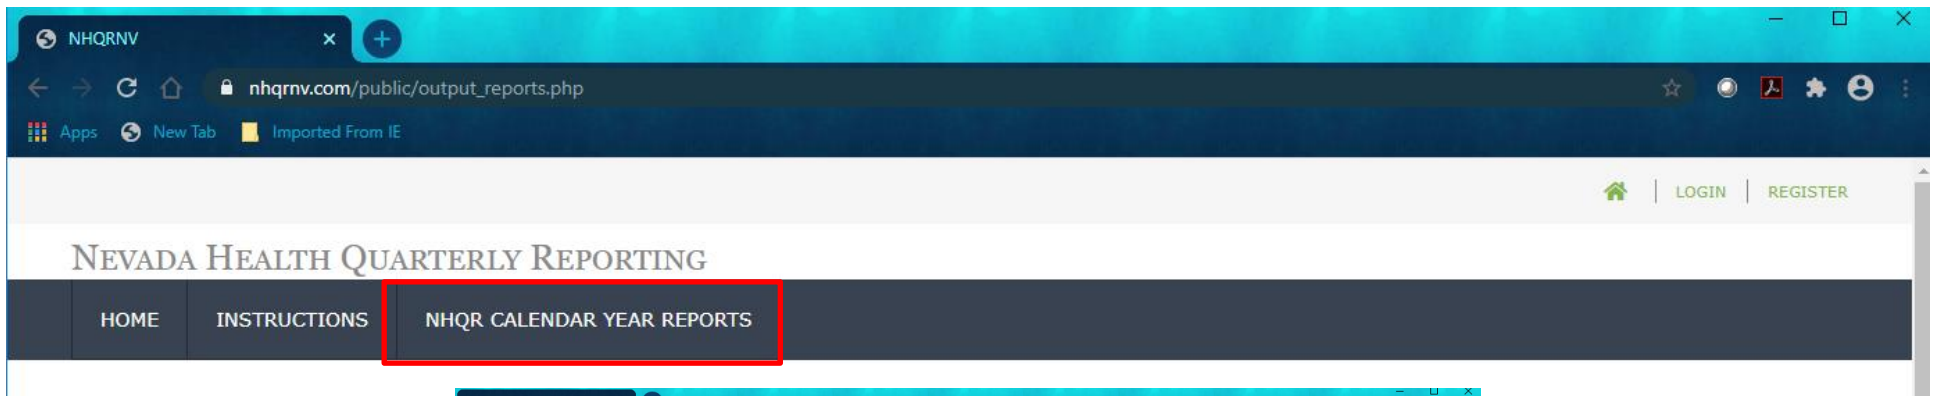 NHQRNV
nhqrnv.com/public/output_reports.php
Apps New Tab Imported From IE
LOGIN REGISTER
NEVADA HEALTH QUARTERLY REPORTING
HOME INSTRUCTIONS NHQR CALENDAR YEAR REPORTS